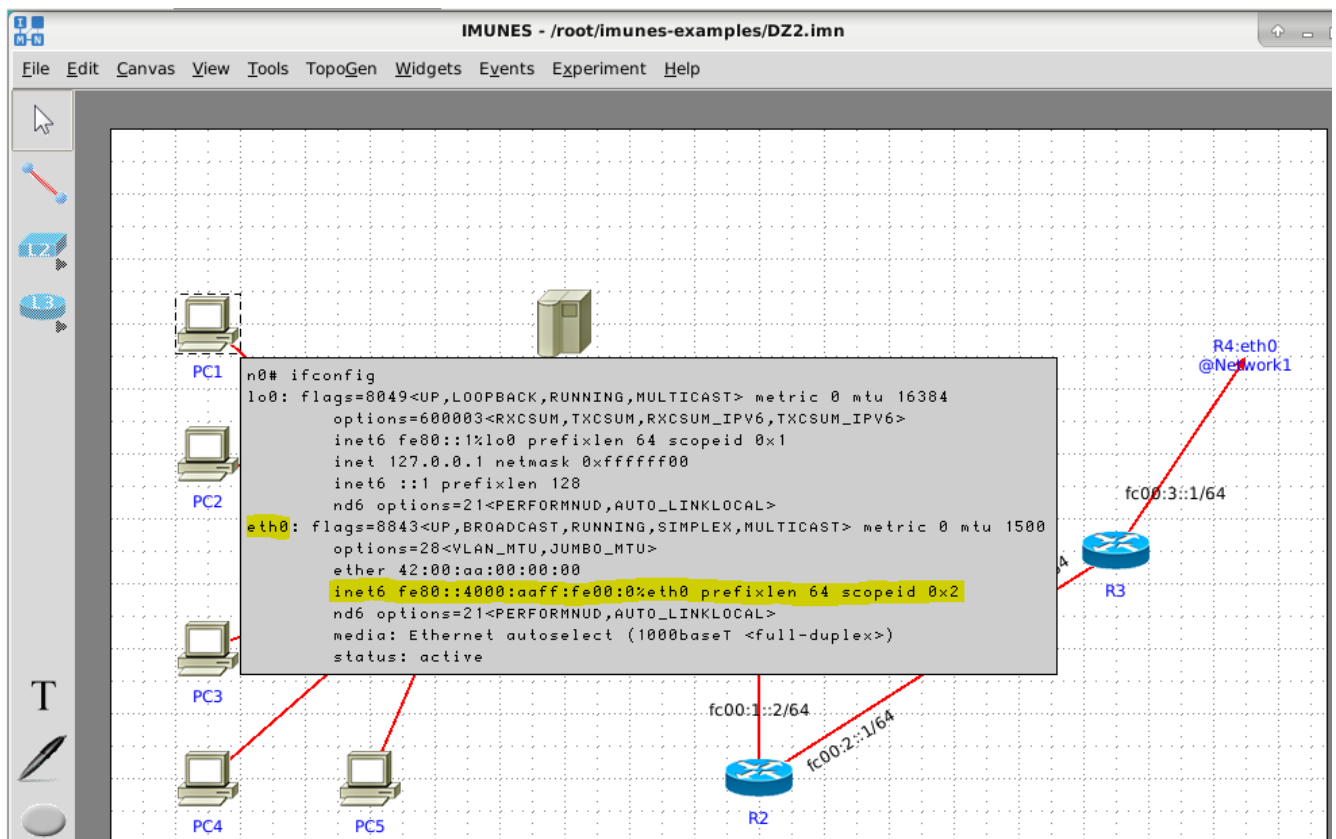 IMUNES - /root/imunes-examples/DZ2.imn
File Edit Canvas View Tools TopoGen Widgets Events Experiment Help
L2
L3
T
PC1
PC2
PC3
PC4
PC5
n0# ifconfig
lo0: flags=8049<UP,LOOPBACK,RUNNING,MULTICAST> metric 0 mtu 16384
options=600003<RXCSUM,TXCSUM,RXCSUM_IPV6,TXCSUM_IPV6>
inet6 fe80::1%lo0 prefixlen 64 scopeid 0x1
inet 127.0.0.1 netmask 0xffffff00
inet6 ::1 prefixlen 128
nd6 options=21<PERFORMNUD,AUTO_LINKLOCAL>
eth0: flags=8843<UP,BROADCAST,RUNNING,SIMPLEX,MULTICAST> metric 0 mtu 1500
options=28<VLAN_MTU,JUMBO_MTU>
ether 42:00:aa:00:00:00
inet6 fe80::4000:aaff:fe00:0%eth0 prefixlen 64 scopeid 0x2
nd6 options=21<PERFORMNUD,AUTO_LINKLOCAL>
media: Ethernet autoselect (1000baseT <full-duplex>)
status: active
R4:eth0
@Network1
fc00:3::1/64
R3
fc00:1::2/64
fc00:2::1/64
R2